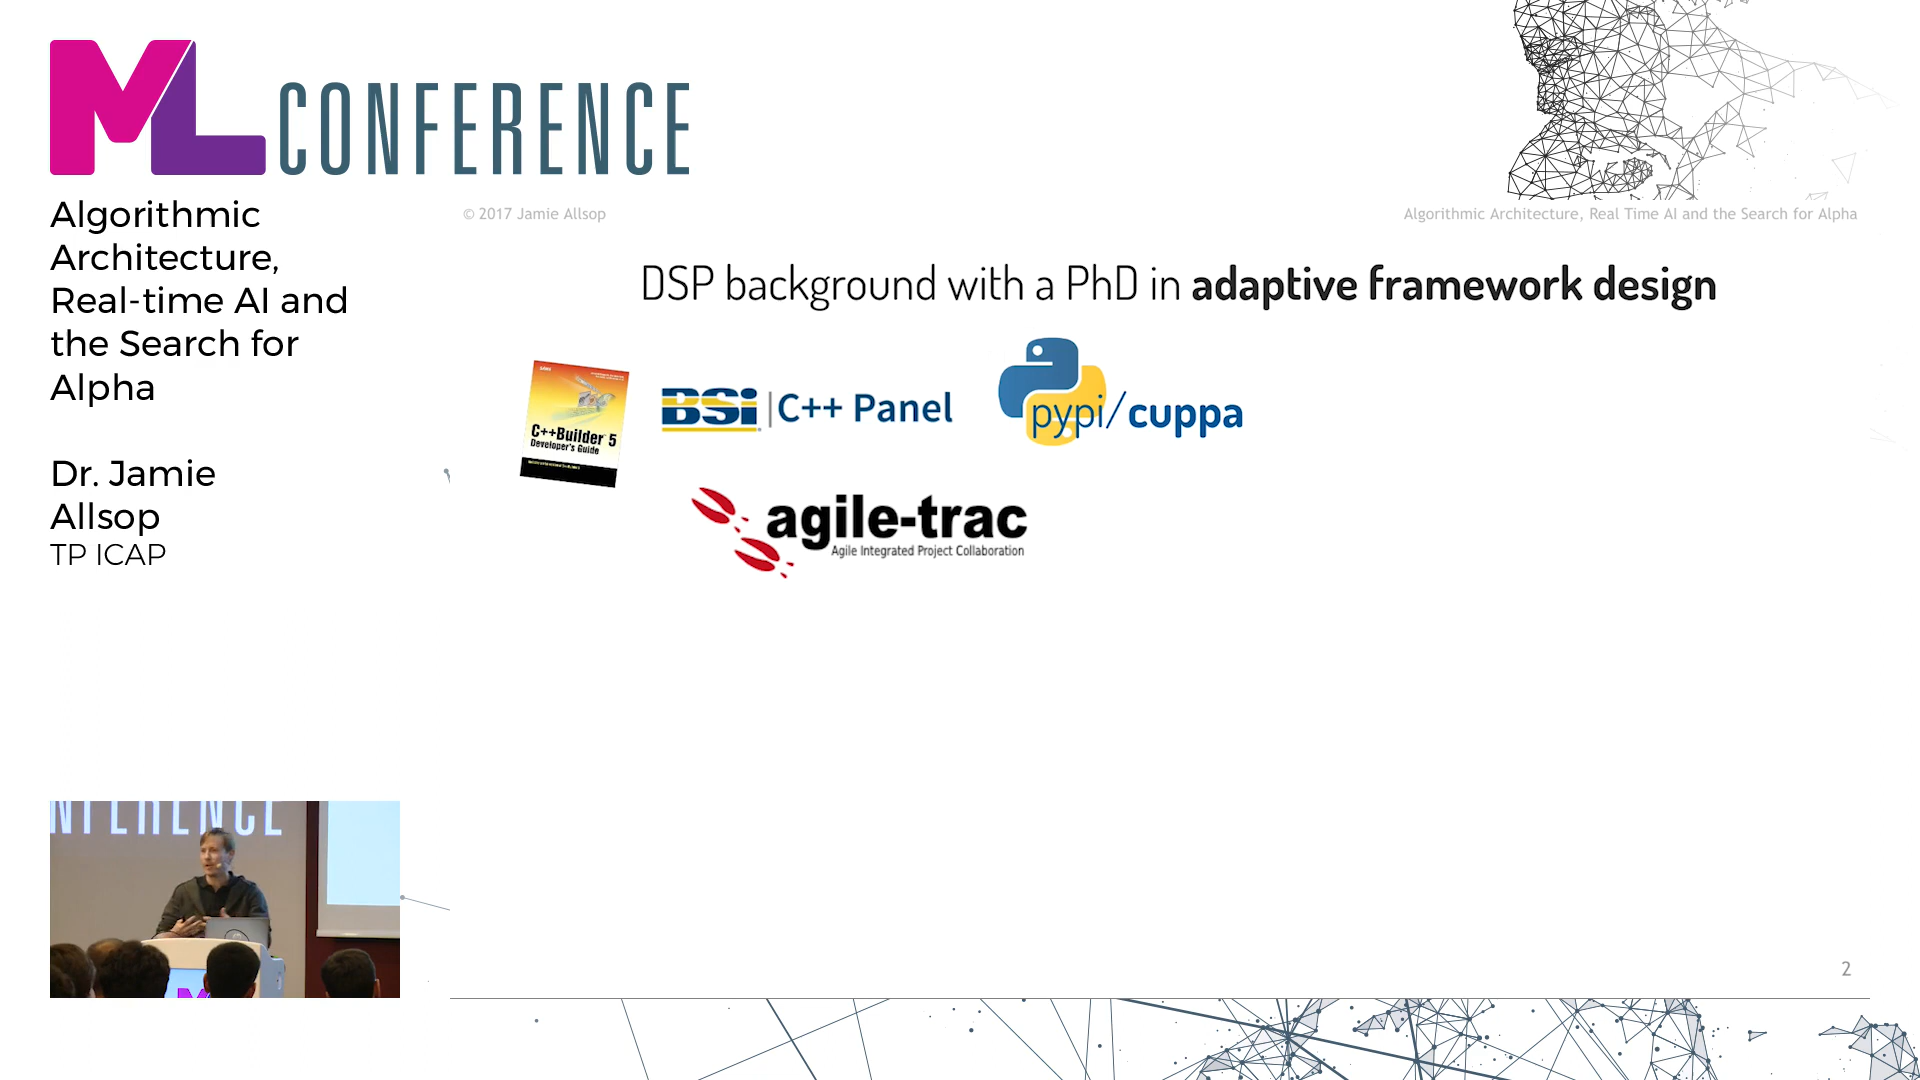 ML CONFERENCE
Algorithmic
Architecture,
Real-time AI and
the Search for
Alpha
Dr. Jamie
Allsop
TP ICAP
© 2017 Jamie Allsop
Algorithmic Architecture, Real Time AI and the Search for Alpha
DSP background with a PhD in adaptive framework design
C++Builder 5
Developer's Guide
BSi | C++ Panel
pypi/cuppa
agile-trac
Agile Integrated Project Collaboration
NFERENCE
2